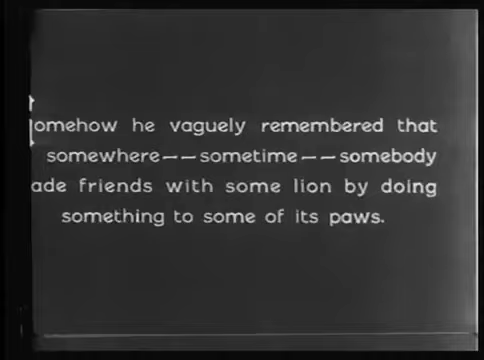 omehow he vaguely remembered that
somewhere——sometime——somebody
ade friends with some lion by doing
something to some of its paws.